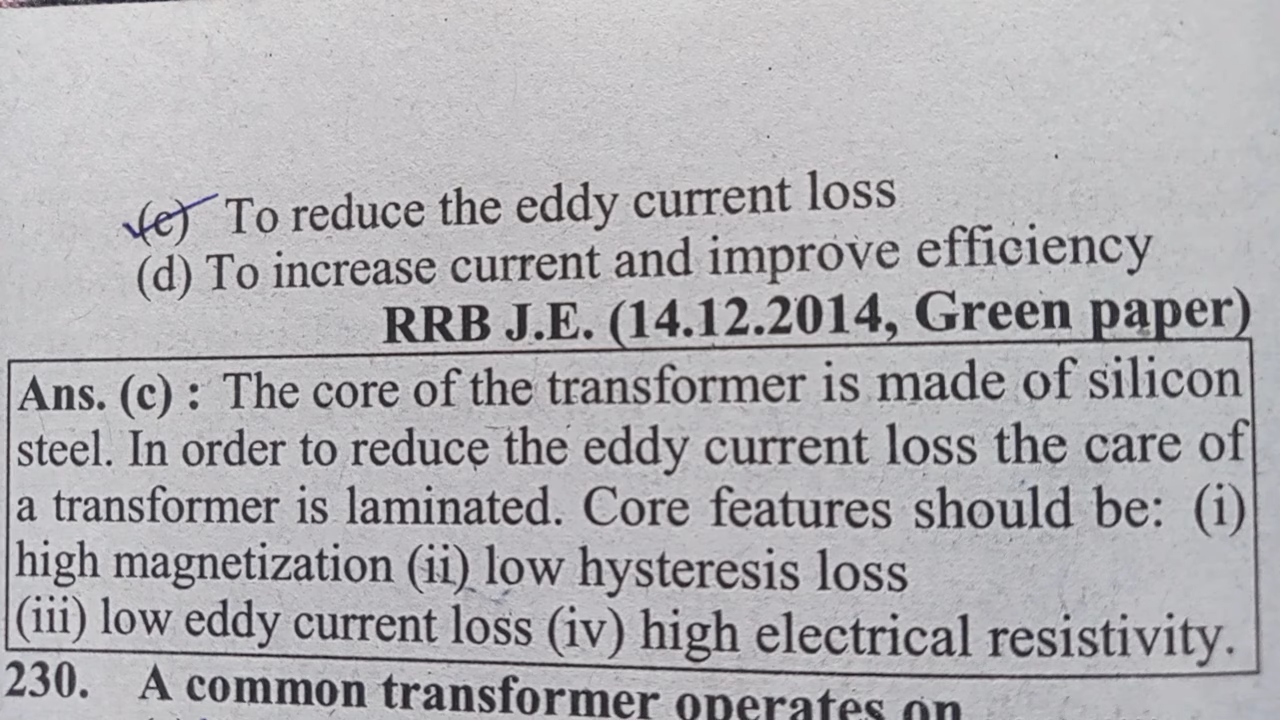 (c) To reduce the eddy current loss
(d) To increase current and improve efficiency
RRB J.E. (14.12.2014, Green paper)
Ans. (c) : The core of the transformer is made of silicon
steel. In order to reduce the eddy current loss the care of
a transformer is laminated. Core features should be: (i)
high magnetization (ii) low hysteresis loss
(iii) low eddy current loss (iv) high electrical resistivity.
230. A common transformer operates on